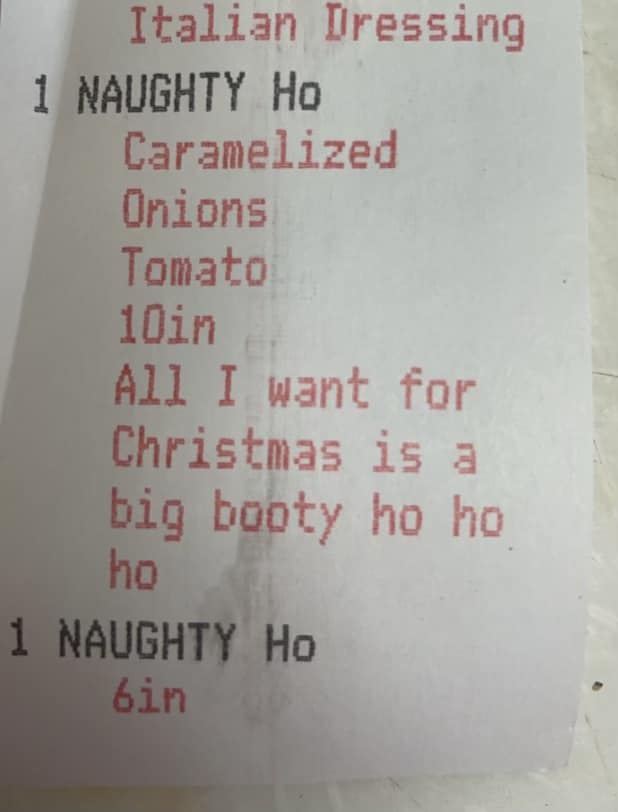 Italian Dressing
1 NAUGHTY Ho
Caramelized
Onions
Tomato
10in
All I want for
Christmas is a
big booty ho ho
ho
1 NAUGHTY Ho
6in